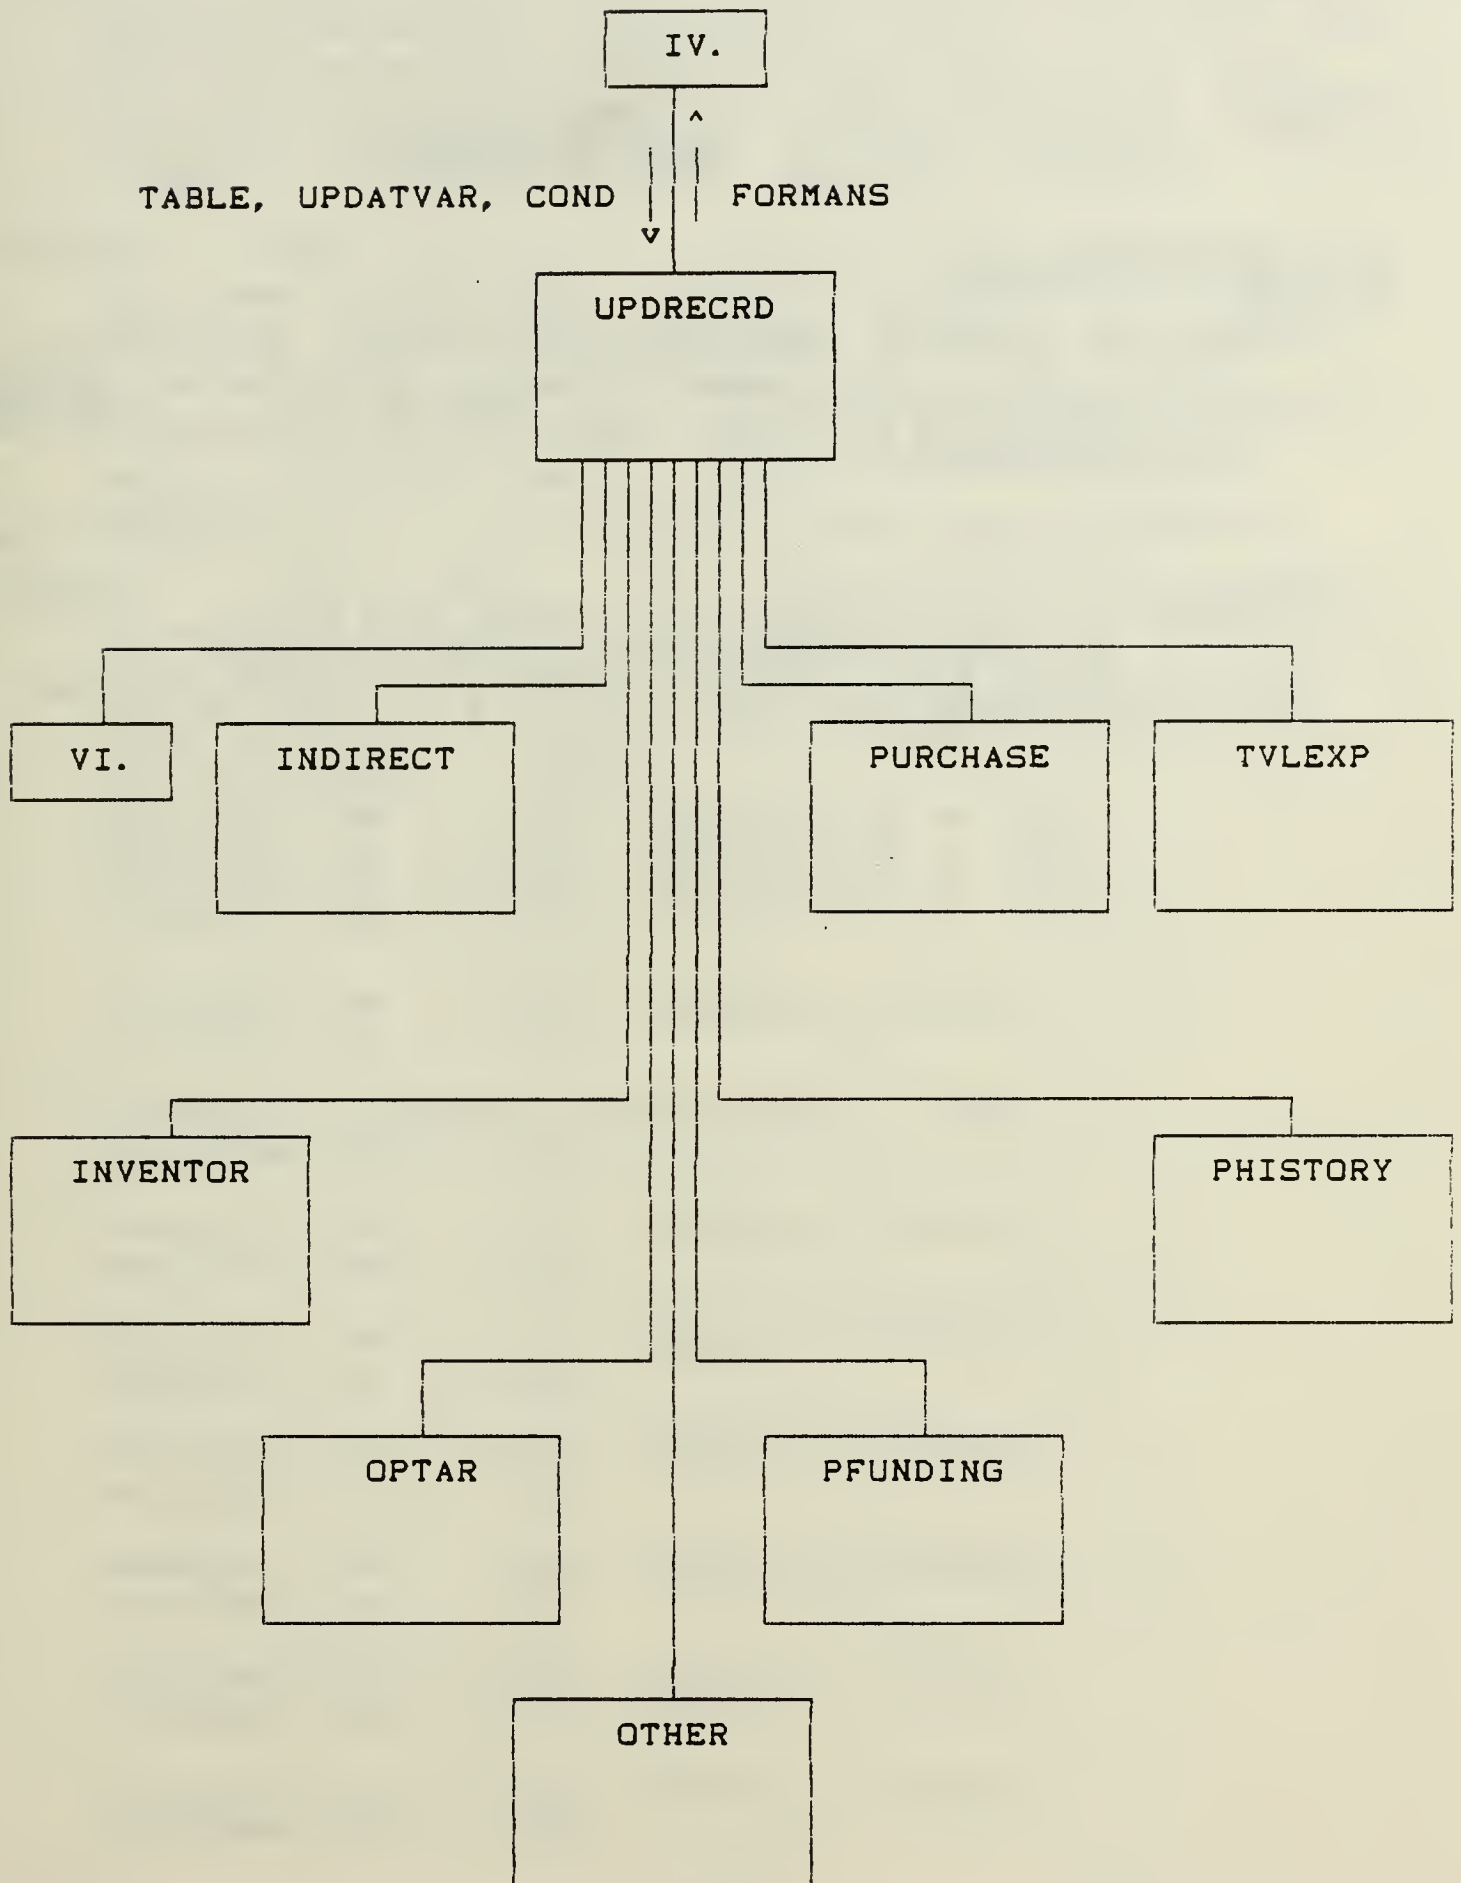 IV.
TABLE, UPDATVAR, COND FORMANS
UPDRECRD
VI. INDIRECT PURCHASE TVLEXP
INVENTOR PHISTORY
OPTAR PFUNDING
OTHER